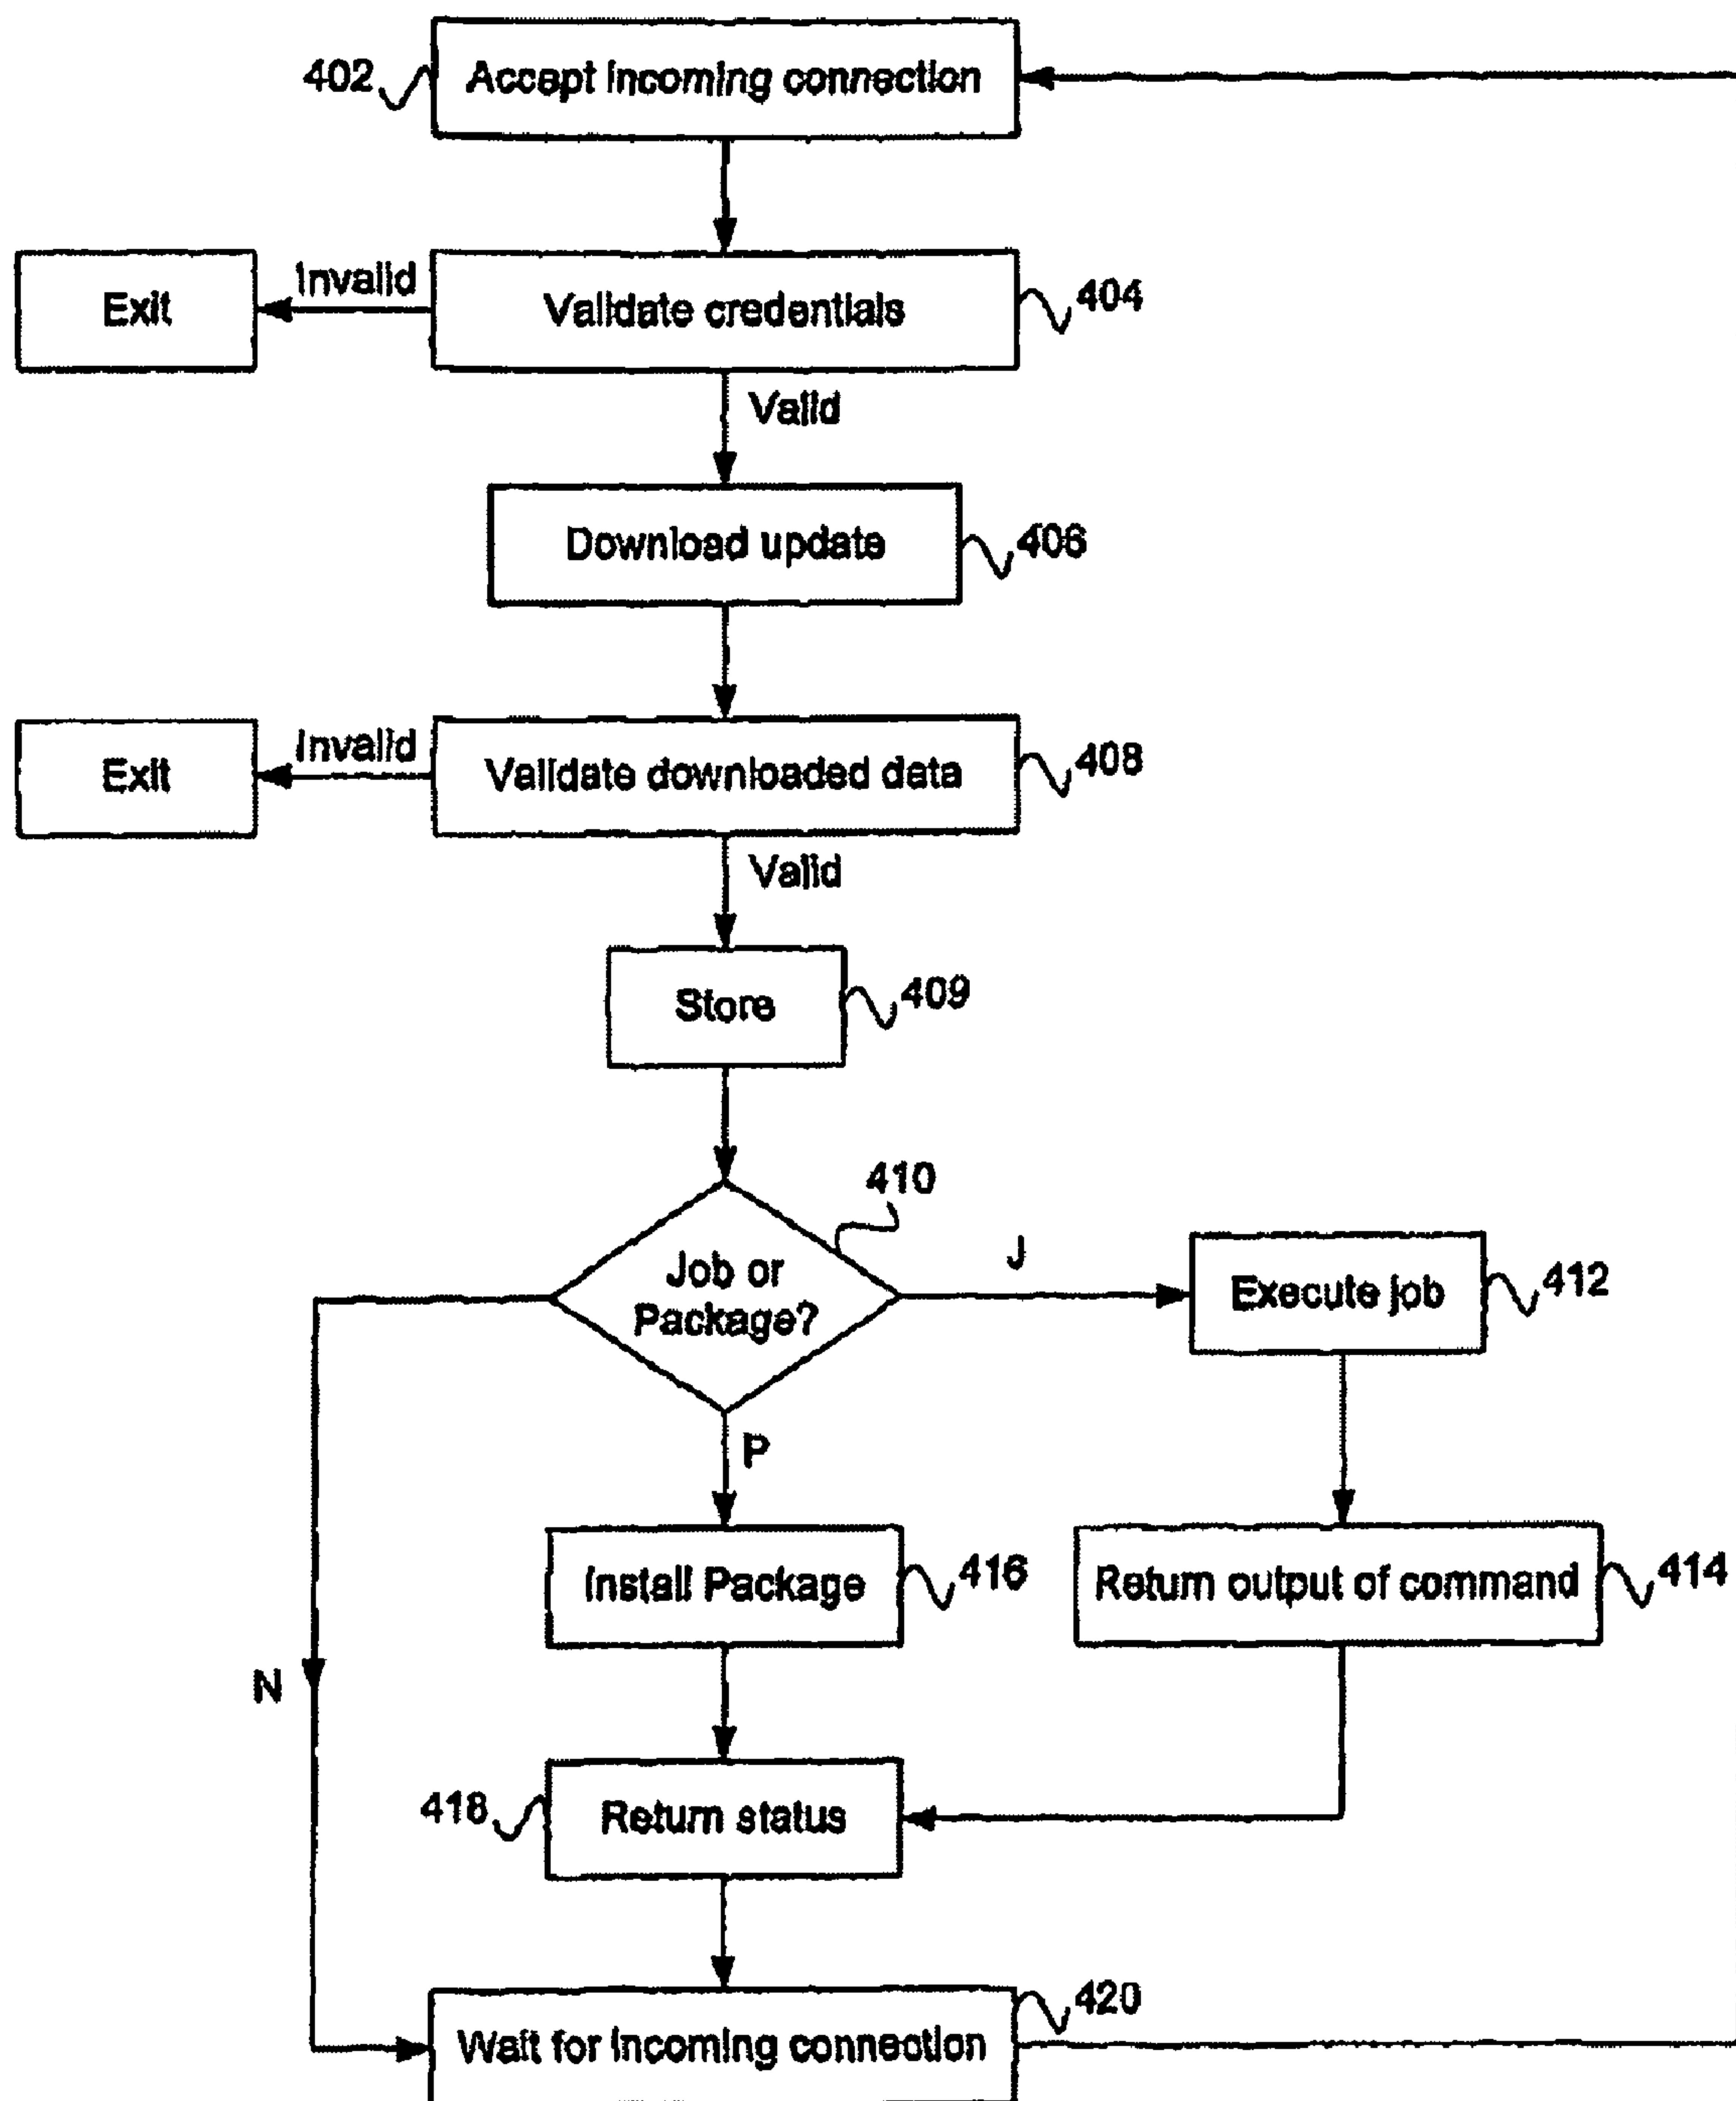 402
Accept incoming connection
Exit
Invalid
Validate credentials
404
Valid
Download update
406
Exit
Invalid
Validate downloaded data
408
Valid
Store
409
410
Job or
Package?
J
Execute job
412
P
Install Package
416
Return output of command
414
N
418
Return status
420
Wait for incoming connection